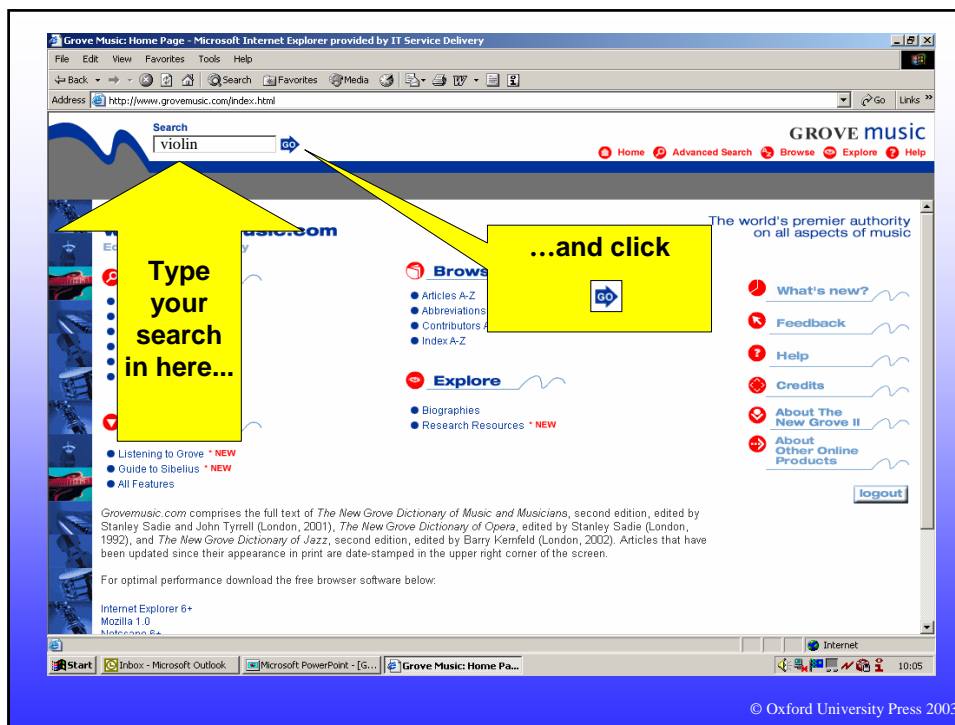 Grove Music: Home Page - Microsoft Internet Explorer provided by IT Service Delivery
File Edit View Favorites Tools Help
Back Search Favorites Media
Address http://www.grovemusic.com/index.html Go Links »
Search
violin GO
GROVE music
Home Advanced Search Browse Explore Help
The world's premier authority
on all aspects of music
Type
your
search
in here...
...and click
GO
Articles A-Z
Abbreviations
Contributors
Index A-Z
Explore
Biographies
Research Resources * NEW
Listening to Grove * NEW
Guide to Sibelius * NEW
All Features
What's new?
Feedback
Help
Credits
About The
New Grove II
About
Other Online
Products
logout
Grovemusic.com comprises the full text of The New Grove Dictionary of Music and Musicians, second edition, edited by
Stanley Sadie and John Tyrrell (London, 2001), The New Grove Dictionary of Opera, edited by Stanley Sadie (London,
1992), and The New Grove Dictionary of Jazz, second edition, edited by Barry Kernfeld (London, 2002). Articles that have
been updated since their appearance in print are date-stamped in the upper right corner of the screen.
For optimal performance download the free browser software below:
Internet Explorer 6+
Mozilla 1.0
Internet
Start Inbox - Microsoft Outlook Microsoft PowerPoint - [G... Grove Music: Home Pa... 10:05
© Oxford University Press 2003